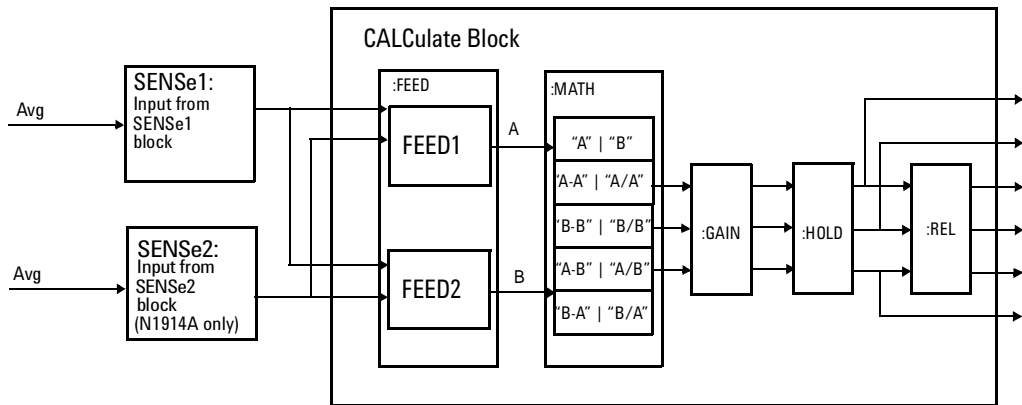 CALCulate Block
SENSe1:
Input from
SENSe1
block
Avg
:FEED
FEED1
A
:MATH
“A” | “B”
“A-A” | “A/A”
“B-B” | “B/B”
“A-B” | “A/B”
“B-A” | “B/A”
:GAIN
:HOLD
:REL
SENSe2:
Input from
SENSe2
block
(N1914A only)
Avg
FEED2
B